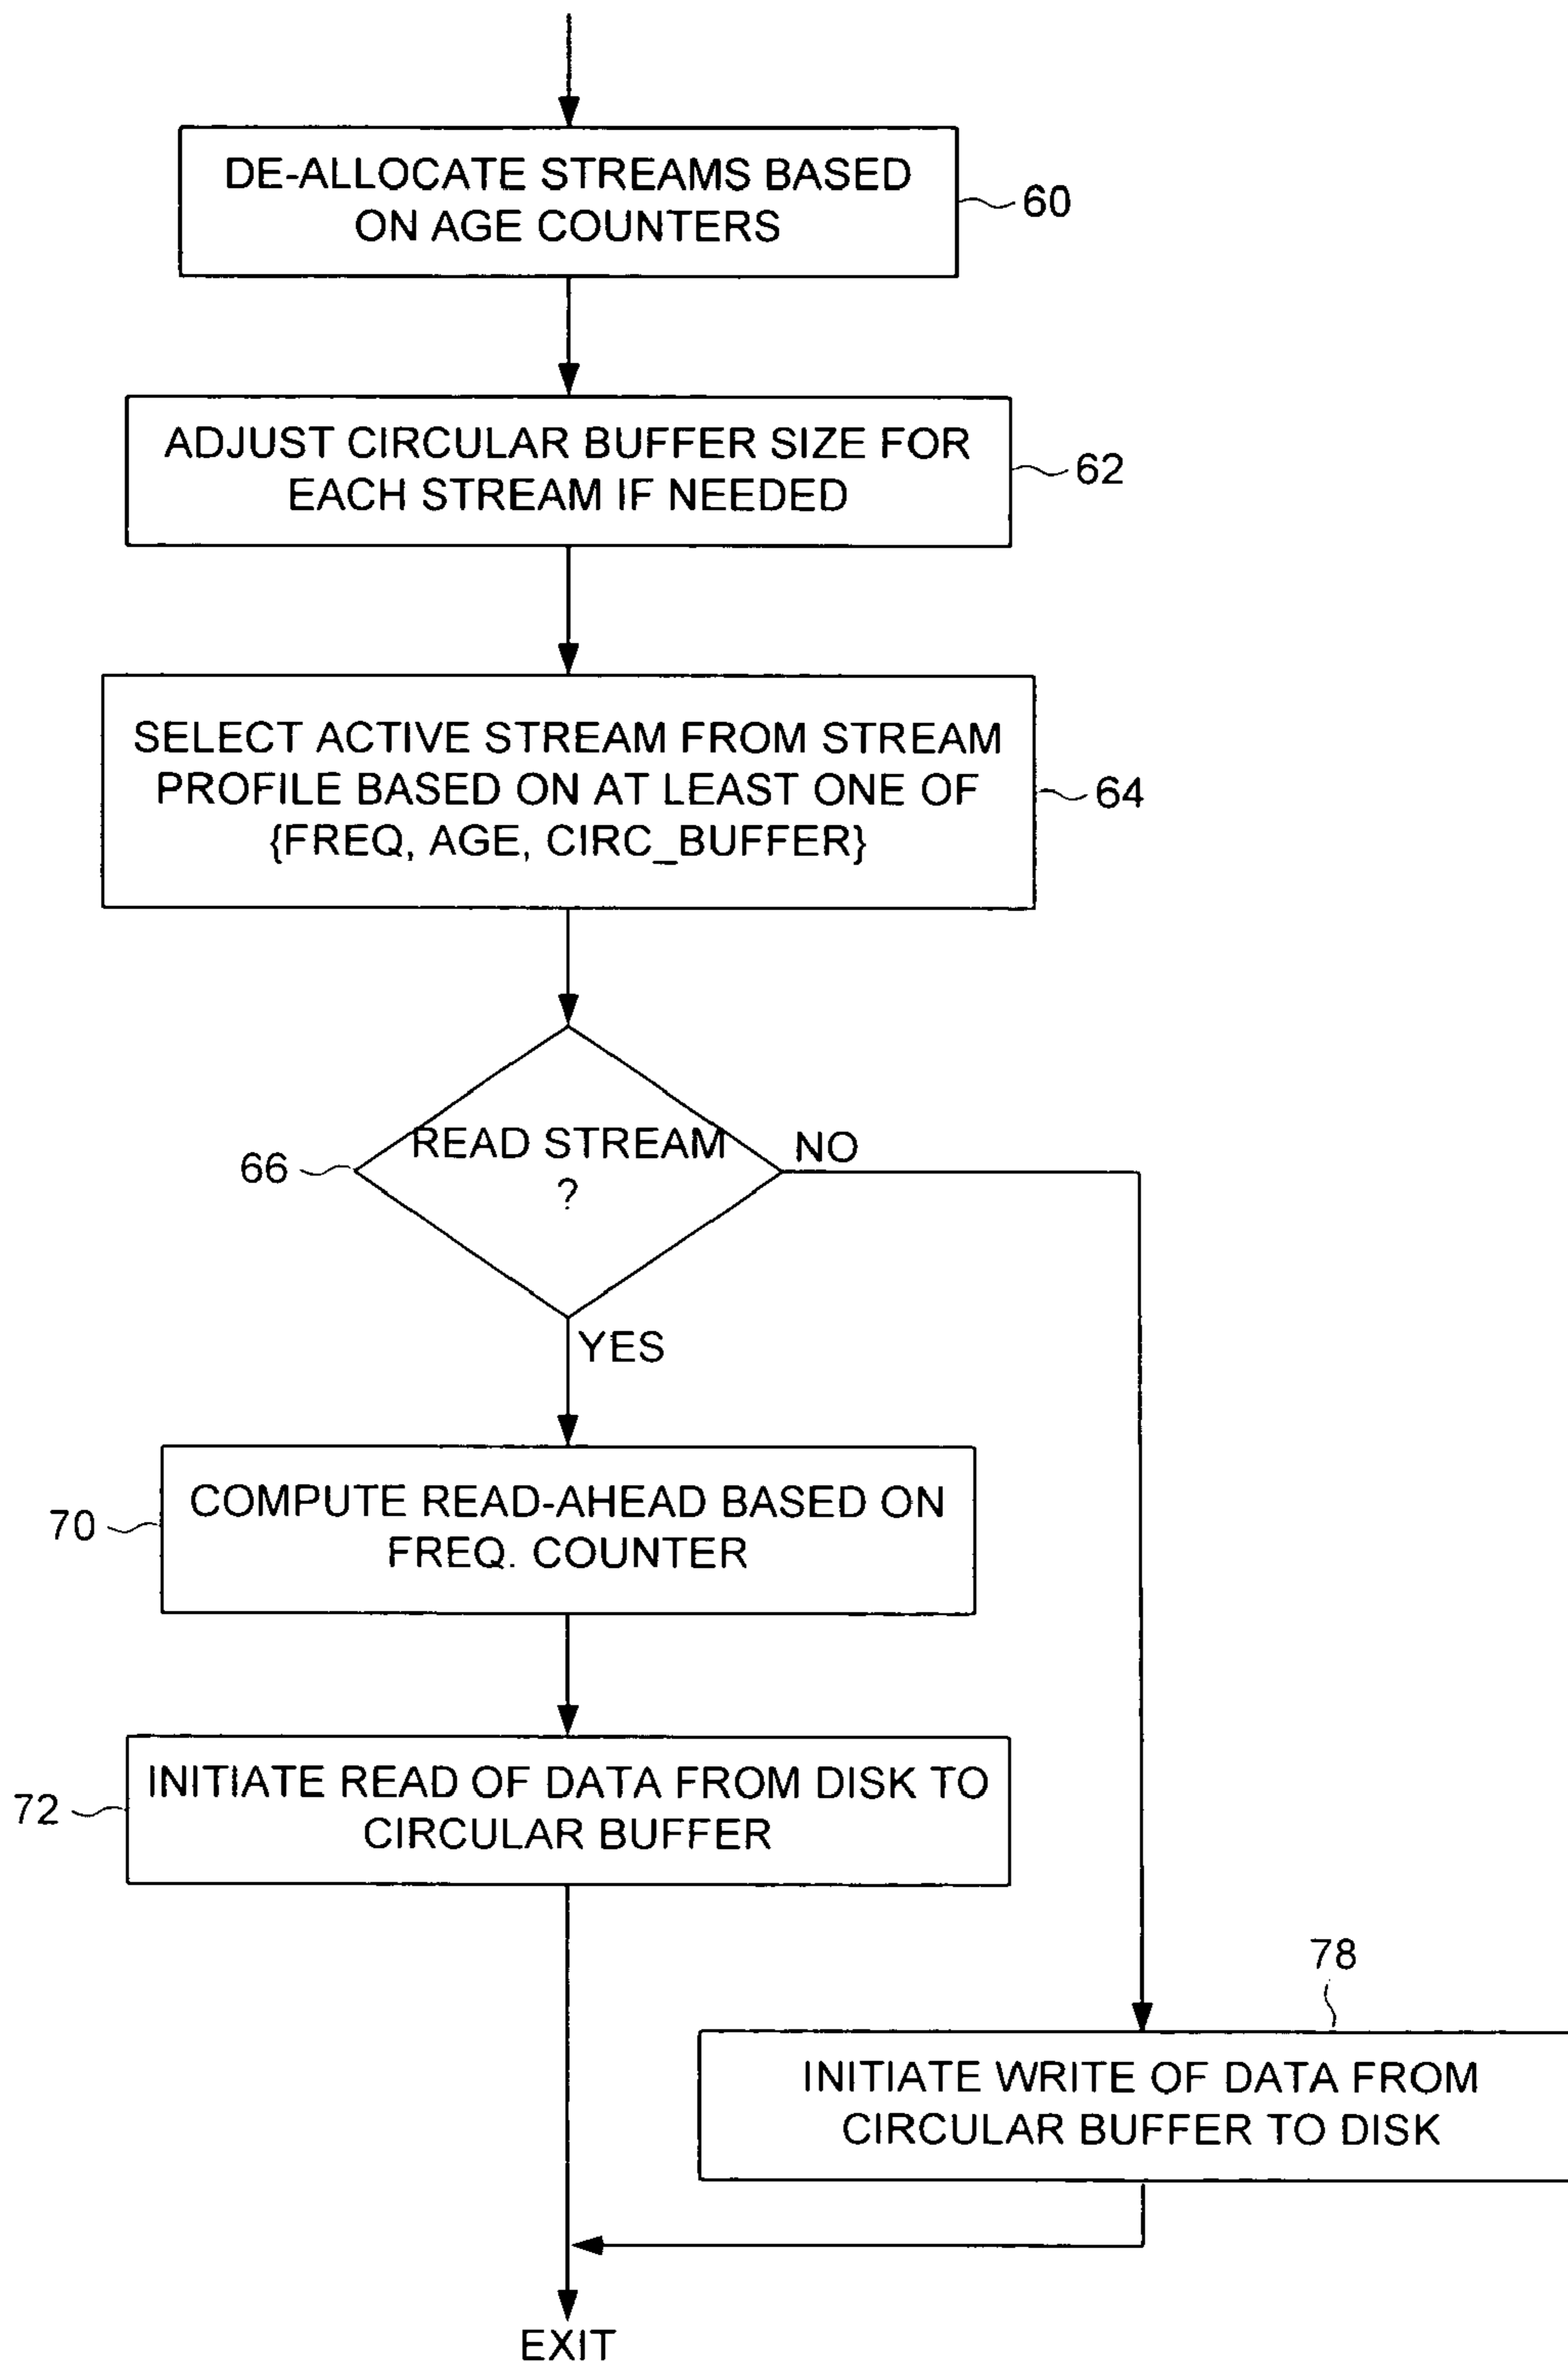 DE-ALLOCATE STREAMS BASED
ON AGE COUNTERS
60
ADJUST CIRCULAR BUFFER SIZE FOR
EACH STREAM IF NEEDED
62
SELECT ACTIVE STREAM FROM STREAM
PROFILE BASED ON AT LEAST ONE OF
{FREQ, AGE, CIRC_BUFFER}
64
READ STREAM
?
66
NO
YES
COMPUTE READ-AHEAD BASED ON
FREQ. COUNTER
70
INITIATE READ OF DATA FROM DISK TO
CIRCULAR BUFFER
72
78
INITIATE WRITE OF DATA FROM
CIRCULAR BUFFER TO DISK
EXIT